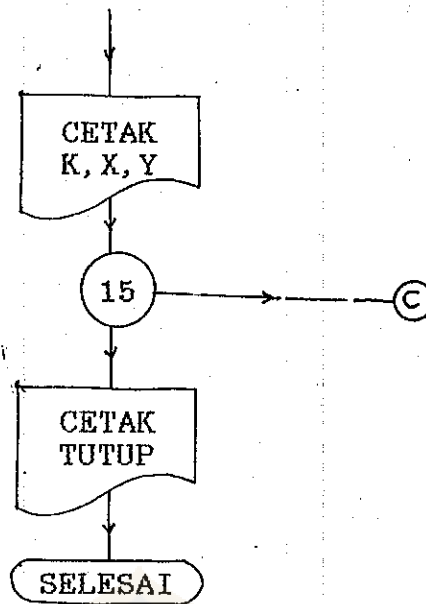 CETAK
K, X, Y
15
C
CETAK
TUTUP
SELESAI